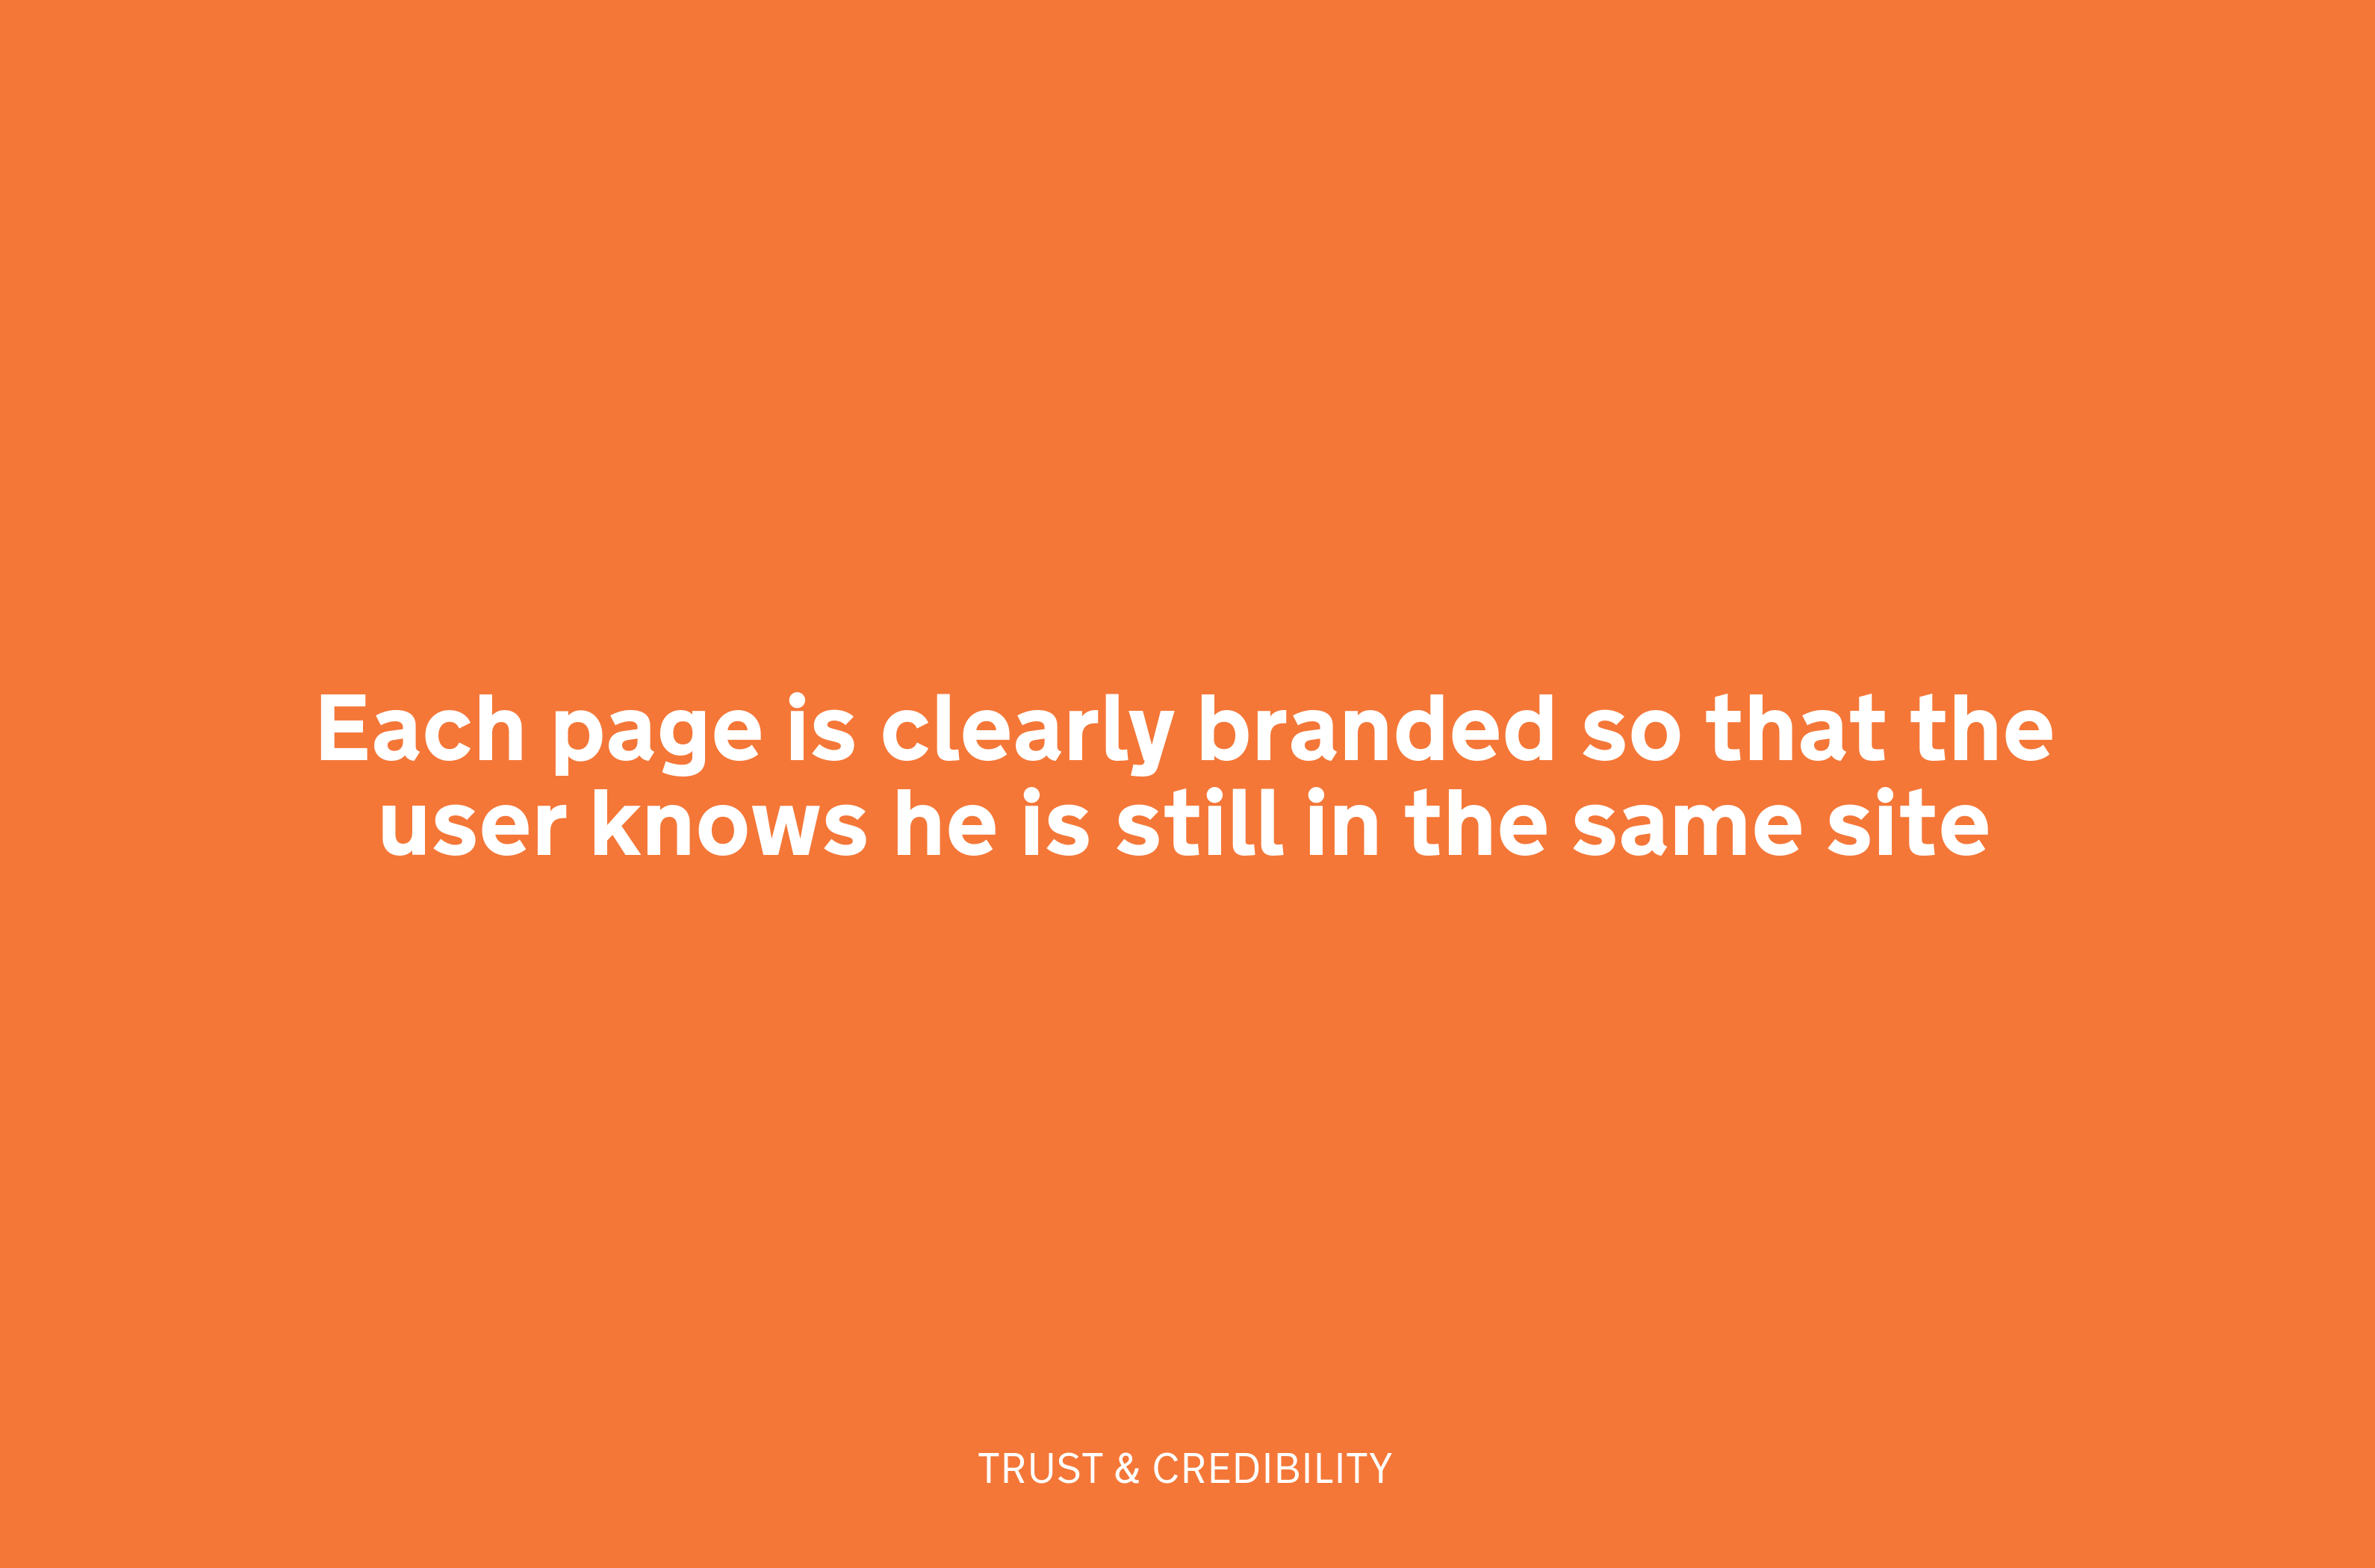 Each page is clearly branded so that the
user knows he is still in the same site
TRUST & CREDIBILITY